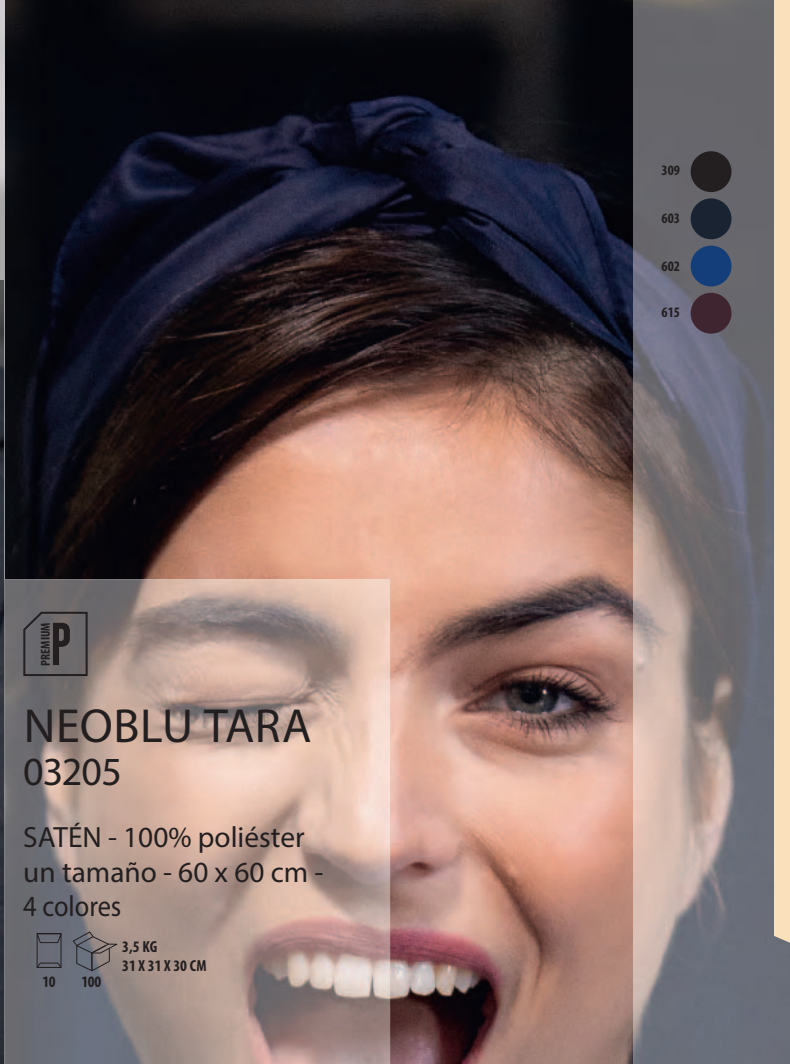 309
603
602
615
PREMIUM
P
NEOBLU TARA
03205
SATÉN - 100% poliéster
un tamaño - 60 x 60 cm -
4 colores
3,5 KG
31 X 31 X 30 CM
10 100